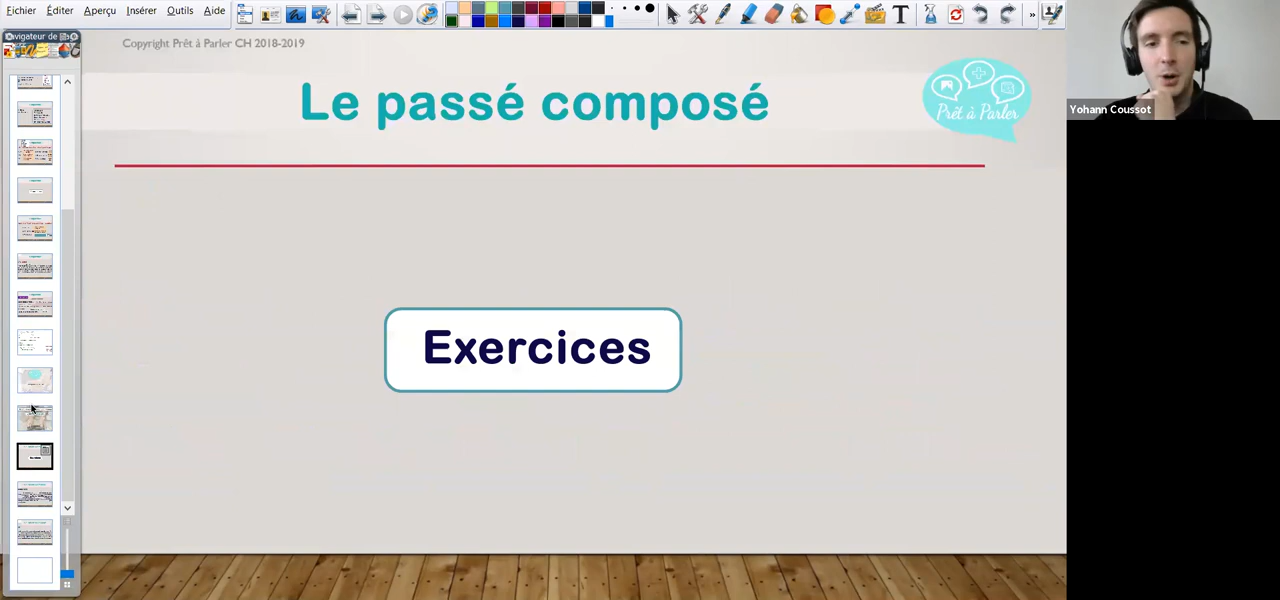 Fichier Éditer Aperçu Insérer Outils Aide
Copyright Prêt à Parler CH 2018-2019
Le passé composé
Prêt à Parler
Yohann Coussot
Exercices